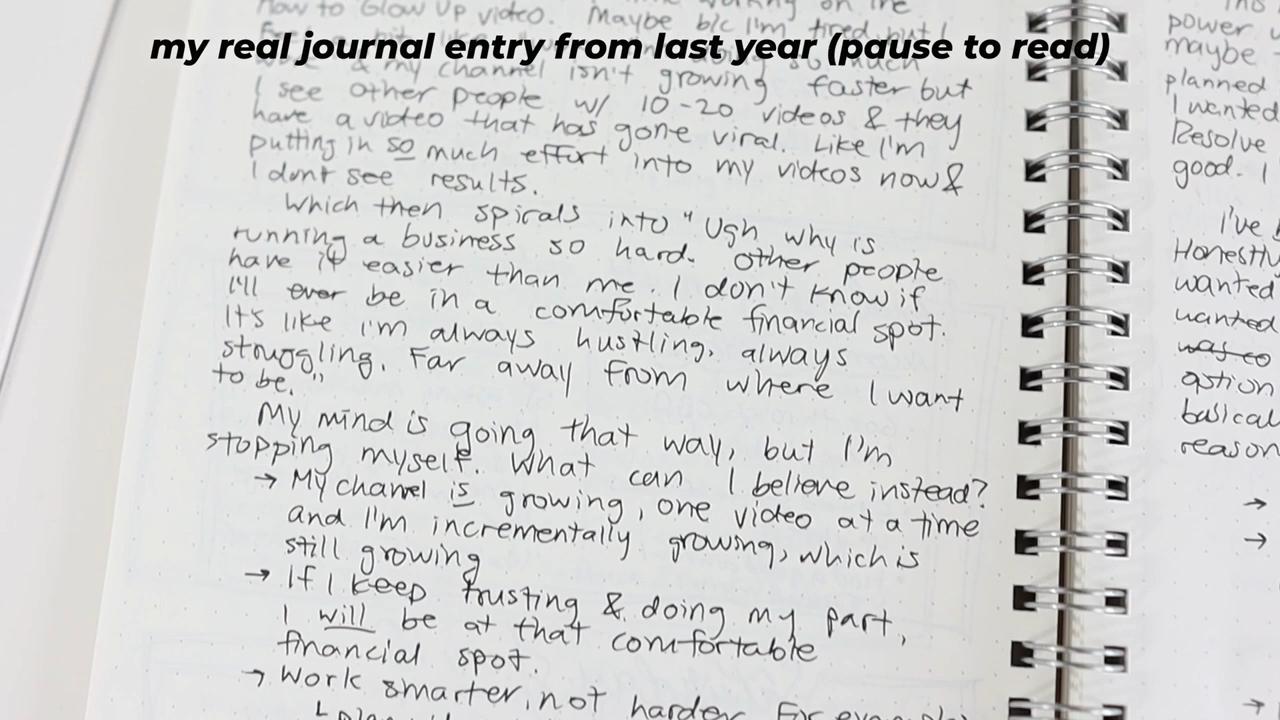 my real journal entry from last year (pause to read)
How to Glow Up video. Maybe b/c I'm tired but I
& my channel isn't growing faster but
I see other people w/ 10-20 videos & they
have a video that has gone viral. Like I'm
putting in so much effort into my videos now &
I dont see results.
Which then spirals into "Ugh why is
running a business so hard. Other people
have it easier than me. I don't know if
I'll ever be in a comfortable financial spot.
It's like I'm always hustling, always
struggling. Far away from where I want
to be."
My mind is going that way, but I'm
stopping myself. What can I believe instead?
→ My channel is growing, one video at a time
and I'm incrementally growing, which is
still growing
→ If I keep trusting & doing my part,
I will be at that comfortable
financial spot.
→ Work smarter, not harder. For example
This
power
maybe
planned
I wanted
Resolve
good. I
I've
Honestly
wanted
wanted
was so
option
basical
reason
→
→
→